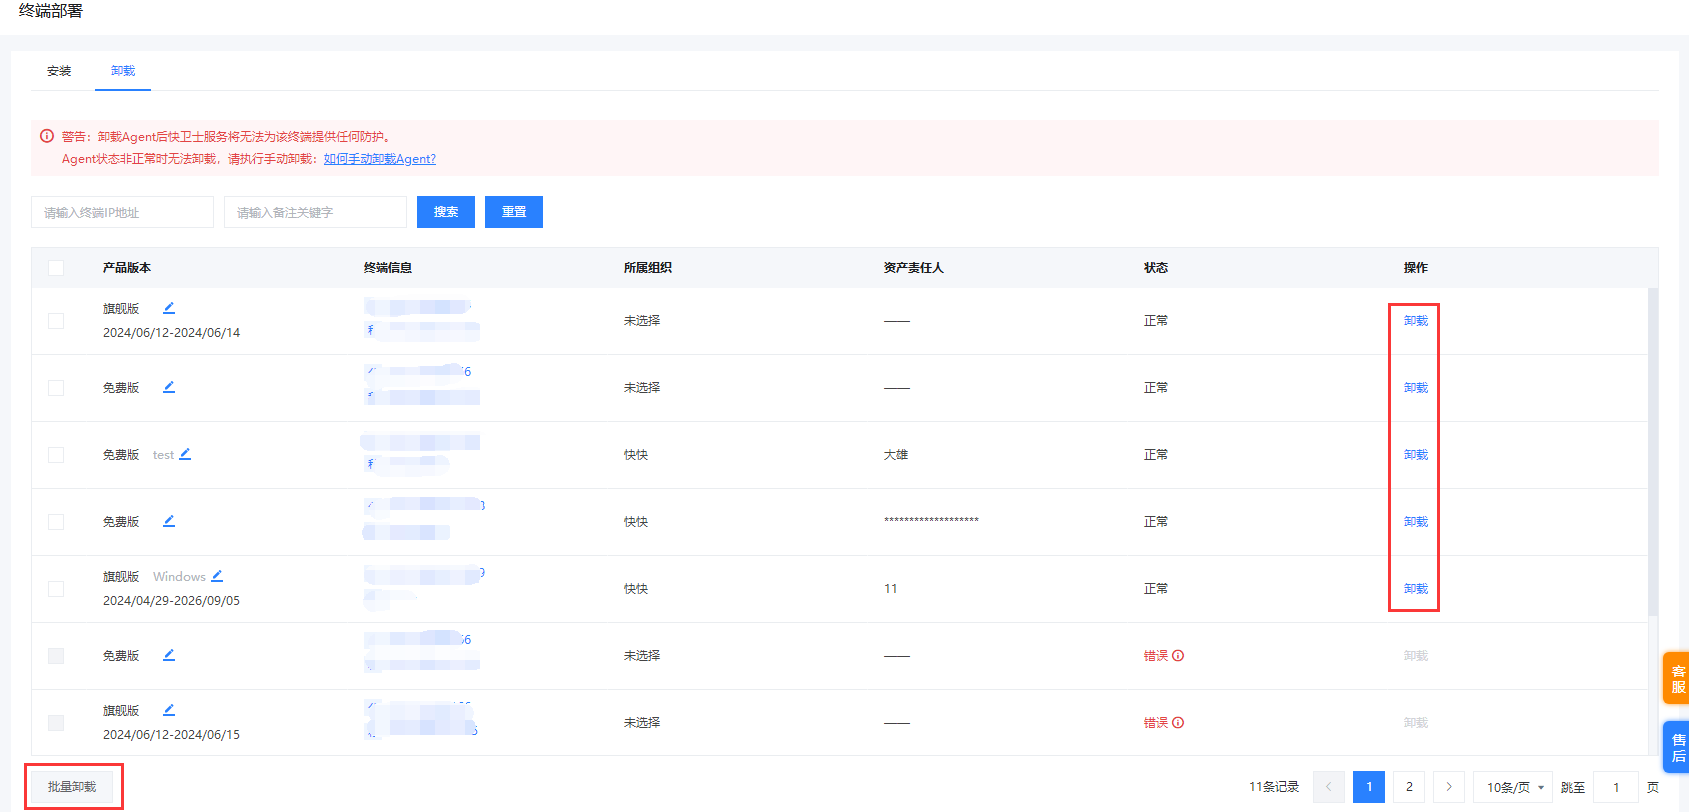 终端部署
安装 卸载
警告：卸载Agent后快卫士服务将无法为该终端提供任何防护。
Agent状态非正常时无法卸载，请执行手动卸载：如何手动卸载Agent?
请输入终端IP地址 请输入备注关键字 搜索 重置
产品版本 终端信息 所属组织 资产责任人 状态 操作
旗舰版
2024/06/12-2024/06/14
未选择 —— 正常 卸载
免费版 未选择 —— 正常 卸载
免费版 test 快快 大雄 正常 卸载
免费版 快快 ******************* 正常 卸载
旗舰版 Windows
2024/04/29-2026/09/05
快快 11 正常 卸载
免费版 未选择 —— 错误 卸载
旗舰版
2024/06/12-2024/06/15
未选择 —— 错误 卸载
客服
售后
批量卸载 11条记录 1 2 10条/页 跳至 1 页